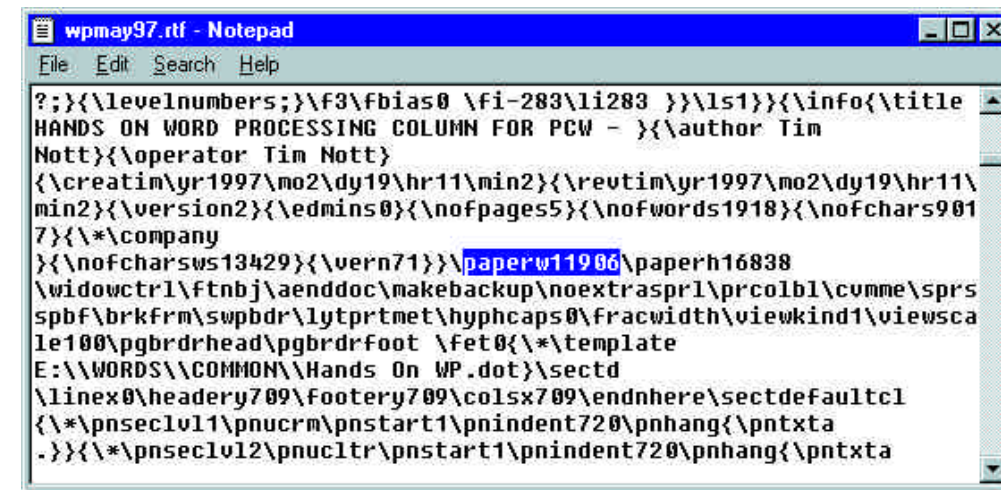 wpmay97.rtf - Notepad
File Edit Search Help
?;}{\levelnumbers;}\f3\fbias0 \fi-283\li283 }}\ls1}}{\info{\title
HANDS ON WORD PROCESSING COLUMN FOR PCW - }{\author Tim
Nott}{\operator Tim Nott}
{\creatim\yr1997\mo2\dy19\hr11\min2}{\revtim\yr1997\mo2\dy19\hr11\
min2}{\version2}{\edmins0}{\nofpages5}{\nofwords1918}{\nofchars901
7}{\*\company
}{\nofcharsws13429}{\vern71}}\paperw11906\paperh16838
\widowctrl\ftnbj\aenddoc\makebackup\noextrasprl\prcolbl\cvmme\sprs
spbf\brkfrm\swpbdr\lytprtmet\hyphcaps0\fracwidth\viewkind1\viewsca
le100\pgbrdrhead\pgbrdrfoot \fet0{\*\template
E:\\WORDS\\COMMON\\Hands On WP.dot}\sectd
\linex0\headery709\footery709\colsx709\endnhere\sectdefaultcl
{\*\pnseclvl1\pnucrm\pnstart1\pnindent720\pnhang{\pntxta
.}}{\*\pnseclvl2\pnucltr\pnstart1\pnindent720\pnhang{\pntxta